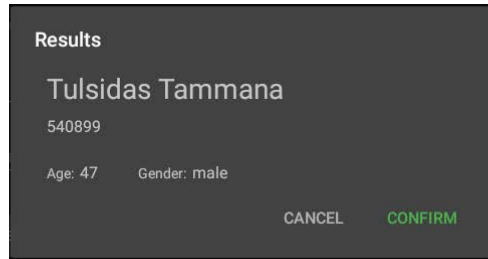 Results
Tulsidas Tammana
540899
Age: 47 Gender: male
CANCEL CONFIRM